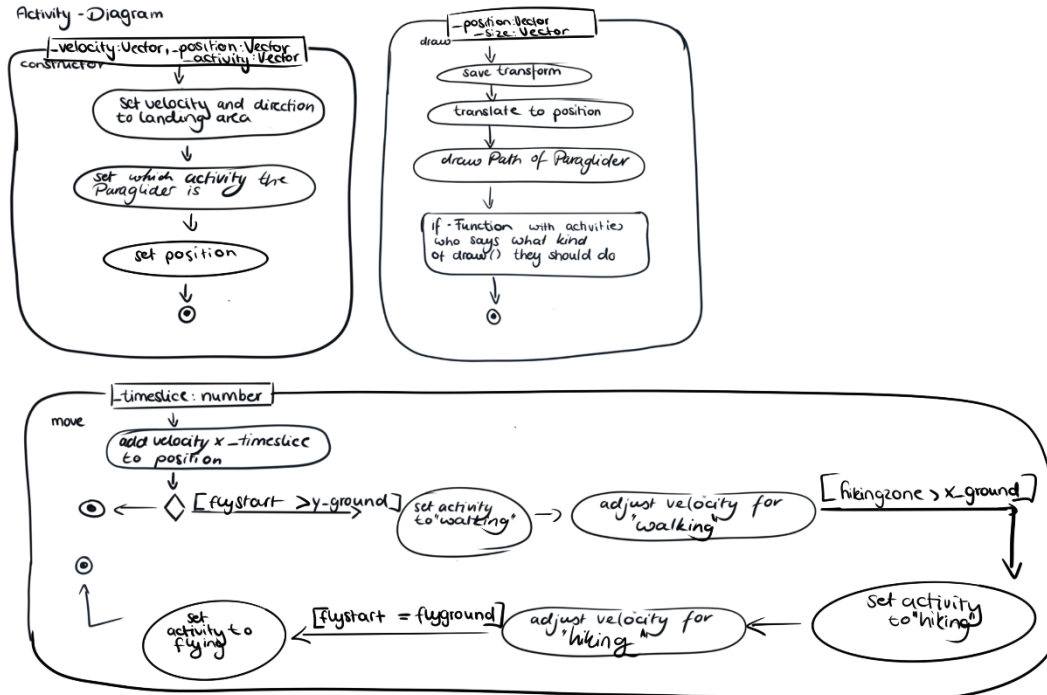 Activity - Diagram
_velocity:Vector, _position:Vector
_activity:Vector
constructor
set velocity and direction
to landing area
set which activity the
Paraglider is
set position
_position:Vector
_size:Vector
draw
save transform
translate to position
draw Path of Paraglider
if - Function with activities
who says what kind
of draw() they should do
_timeslice: number
move
add velocity x _timeslice
to position
[flystart >y-ground]
set activity
to "walking"
adjust velocity for
"walking"
[hikingzone > x_ground]
set activity
to "hiking"
adjust velocity for
"hiking"
[flystart = flyground]
set
activity to
flying